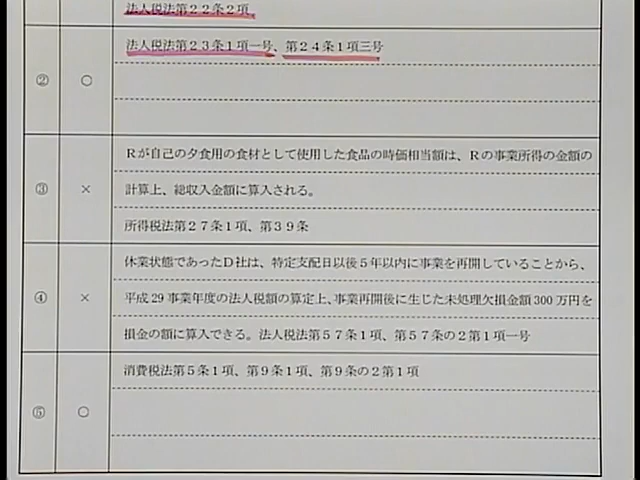 法人税法第22条2項
② ○ 法人税法第23条1項一号、第24条1項三号
Rが自己の夕食用の食材として使用した食品の時価相当額は、Rの事業所得の金額の
③ × 計算上、総収入金額に算入される。
所得税法第27条1項、第39条
休業状態であったD社は、特定支配日以後5年以内に事業を再開していることから、
④ × 平成29事業年度の法人税額の算定上、事業再開後に生じた未処理欠損金額300万円を
損金の額に算入できる。法人税法第57条1項、第57条の2第1項一号
消費税法第5条1項、第9条1項、第9条の2第1項
⑤ ○